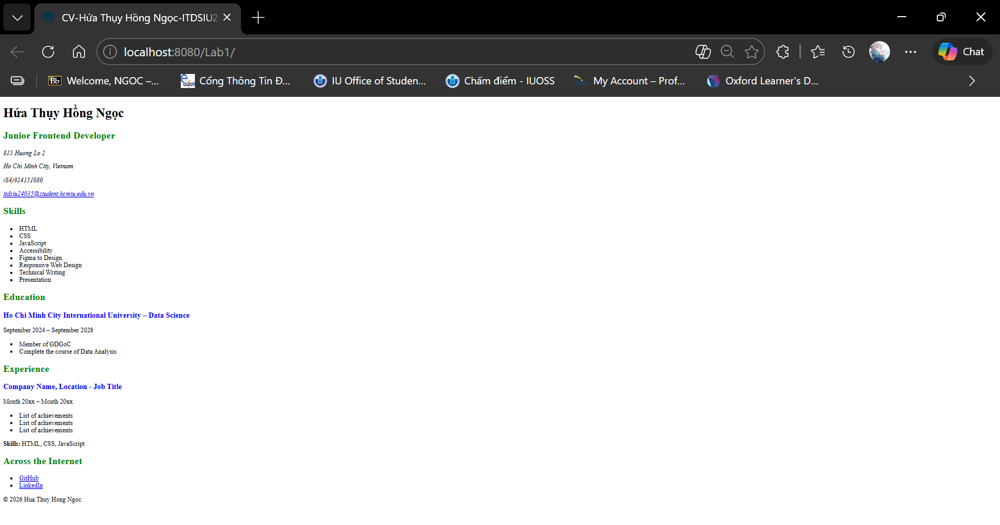 CV-Hứa Thụy Hồng Ngọc-ITDSIU2
localhost:8080/Lab1/
Chat
Bb Welcome, NGOC –...
Cổng Thông Tin Đ...
IU Office of Studen...
Chấm điểm - IUOSS
My Account – Prof...
Oxford Learner's D...
Hứa Thụy Hồng Ngọc
Junior Frontend Developer
815 Huong Lo 2
Ho Chi Minh City, Vietnam
(84)924151080
itdsiu24035@student.hcmiu.edu.vn
Skills
HTML
CSS
JavaScript
Accessibility
Figma to Design
Responsive Web Design
Technical Writing
Presentation
Education
Ho Chi Minh City International University – Data Science
September 2024 – September 2028
Member of GDGoC
Complete the course of Data Analysis
Experience
Company Name, Location - Job Title
Month 20xx – Month 20xx
List of achievements
List of achievements
List of achievements
Skills: HTML, CSS, JavaScript
Across the Internet
GitHub
LinkedIn
© 2026 Hua Thuy Hong Ngoc